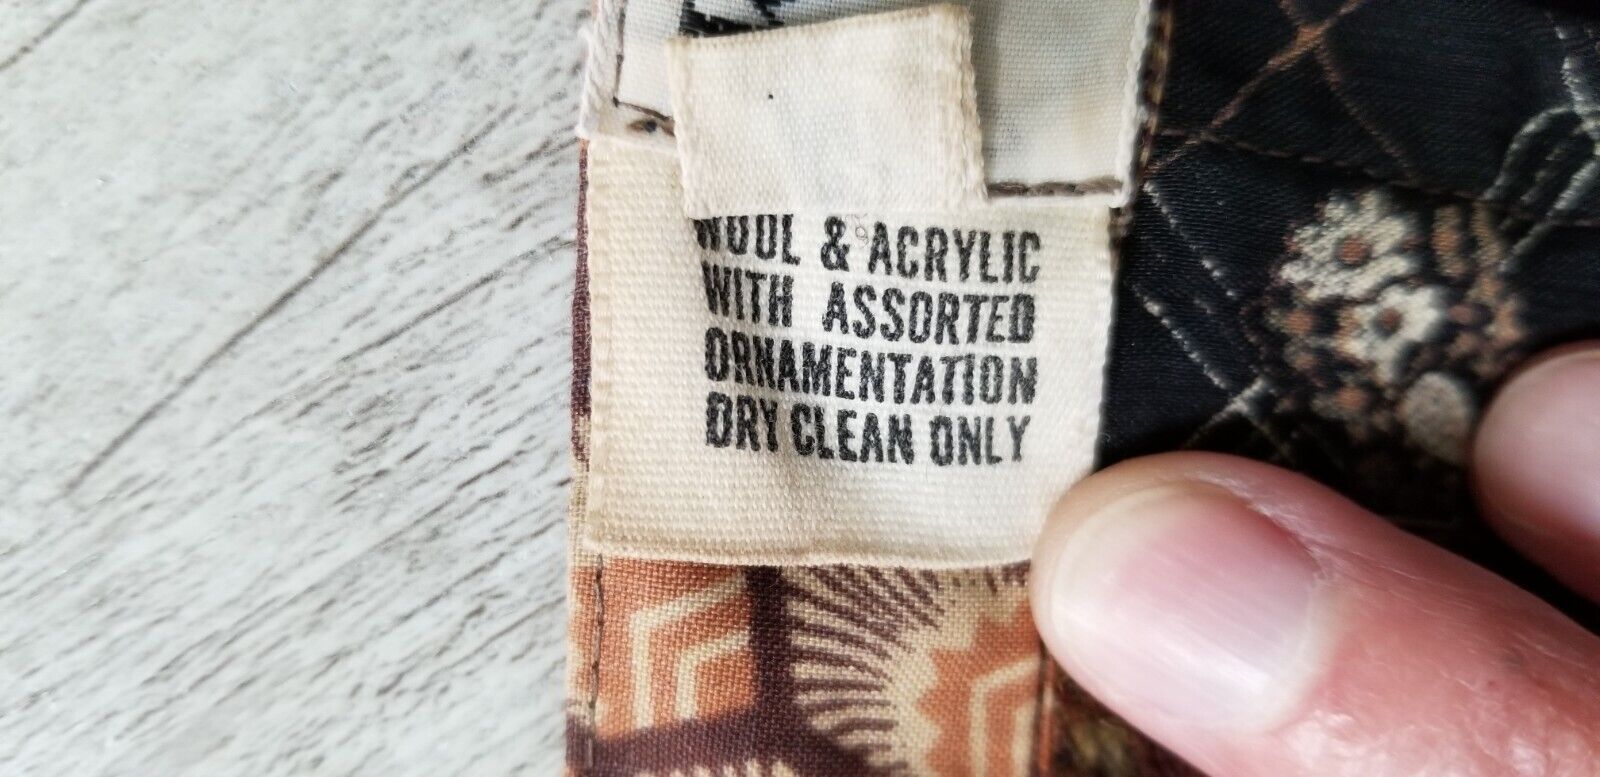 WOOL & ACRYLIC
WITH ASSORTED
ORNAMENTATION
DRY CLEAN ONLY